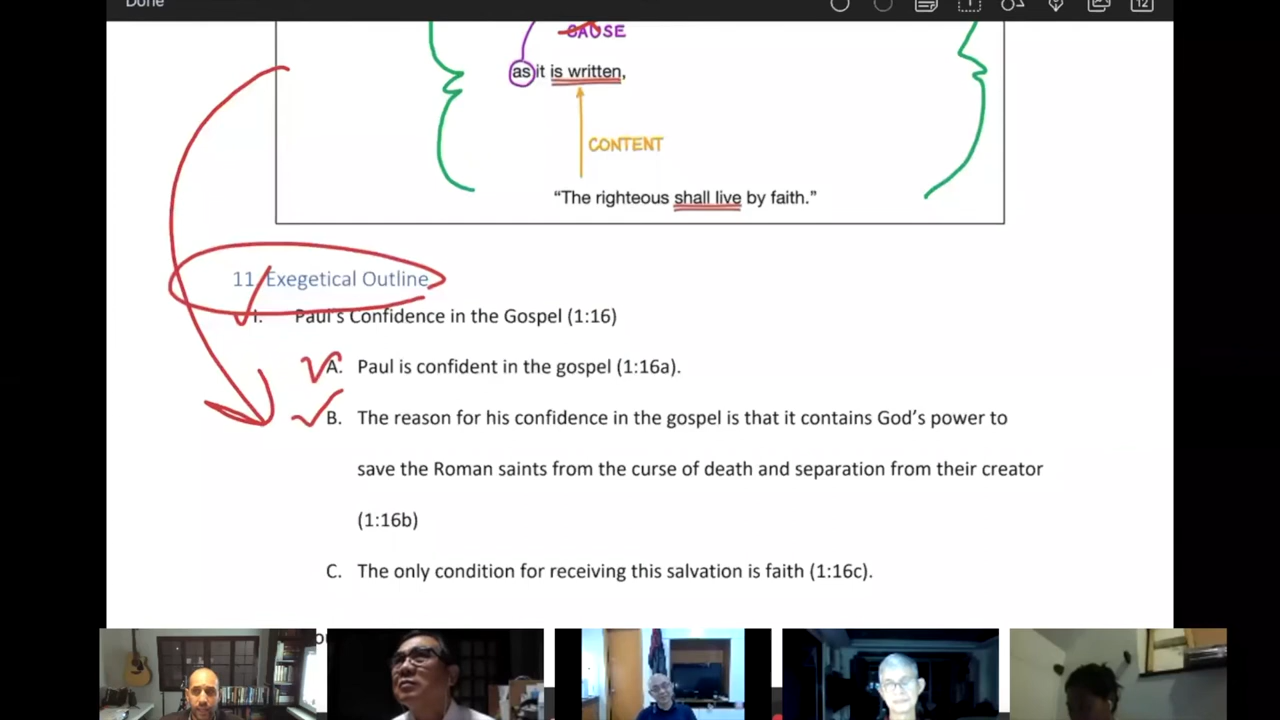 Done
12
CAUSE
as it is written,
CONTENT
“The righteous shall live by faith.”
11 Exegetical Outline
I. Paul's Confidence in the Gospel (1:16)
A. Paul is confident in the gospel (1:16a).
B. The reason for his confidence in the gospel is that it contains God's power to
save the Roman saints from the curse of death and separation from their creator
(1:16b)
C. The only condition for receiving this salvation is faith (1:16c).